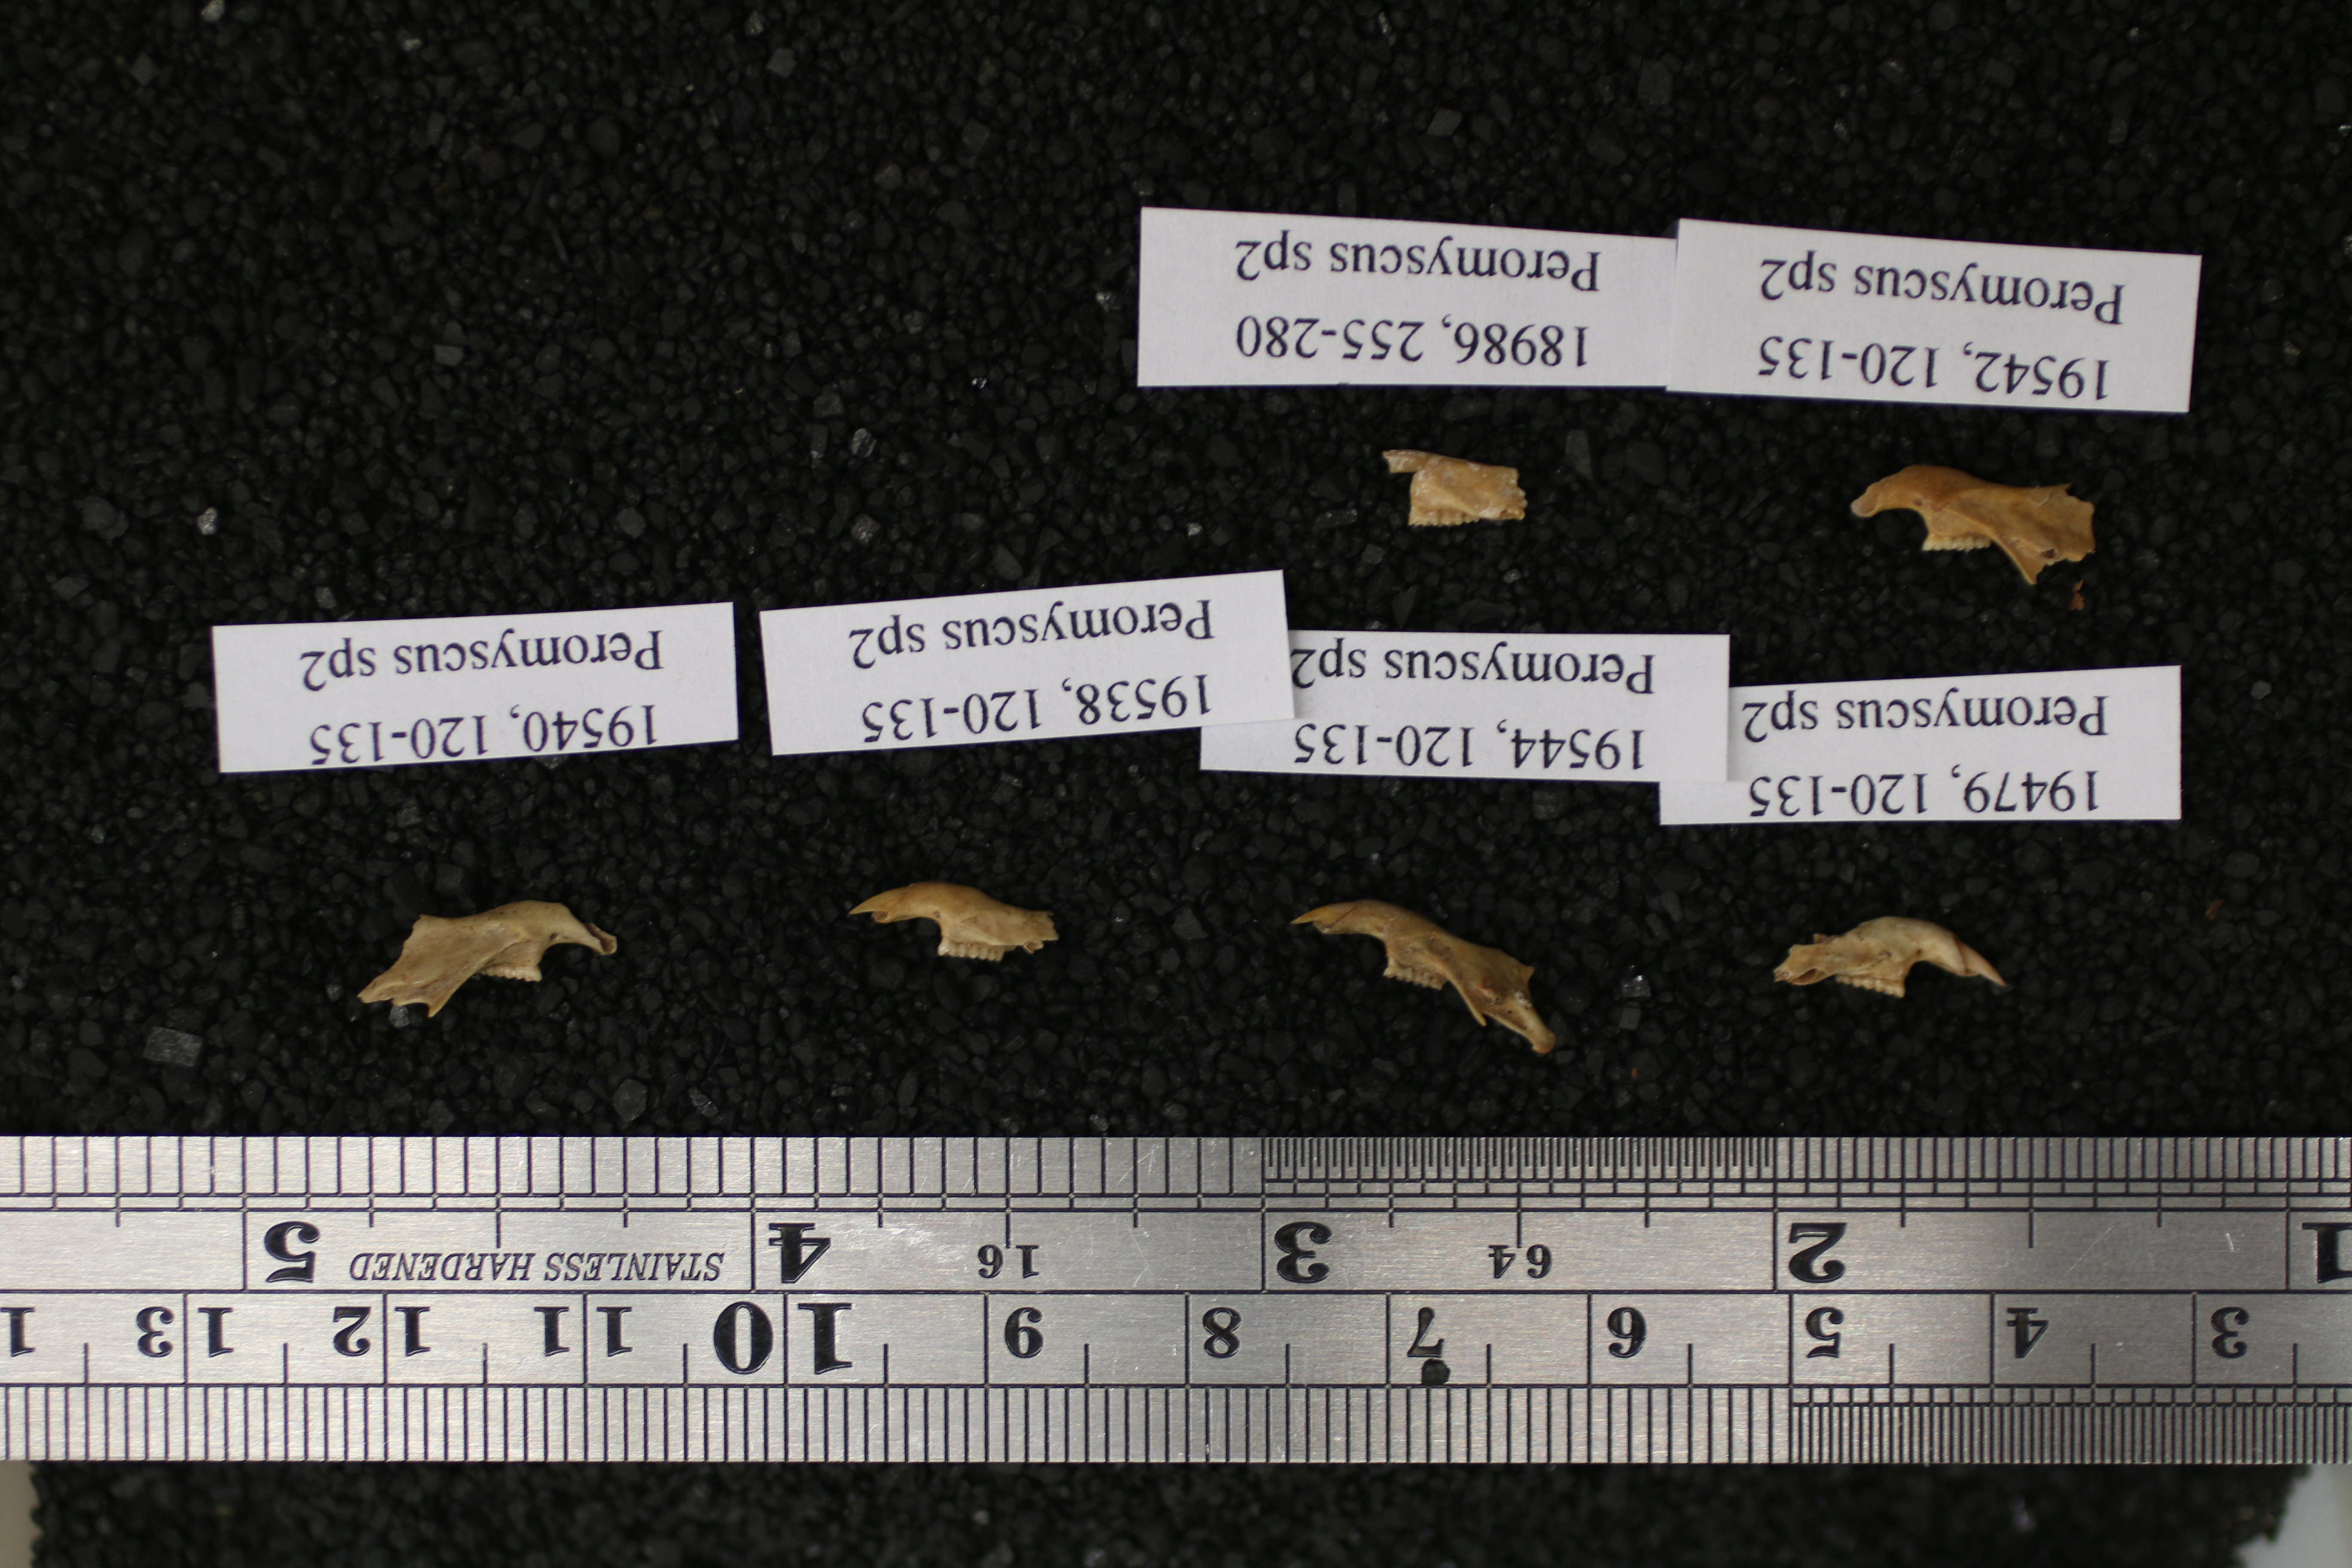 3 4 5 6 7 8 9 10 11 12 13 1
1 2 64 3 16 4 STAINLESS HARDENED 5
19479, 120-135
Peromyscus sp2
19544, 120-135
Peromyscus sp2
19538, 120-135
Peromyscus sp2
19540, 120-135
Peromyscus sp2
19542, 120-135
Peromyscus sp2
18986, 255-280
Peromyscus sp2